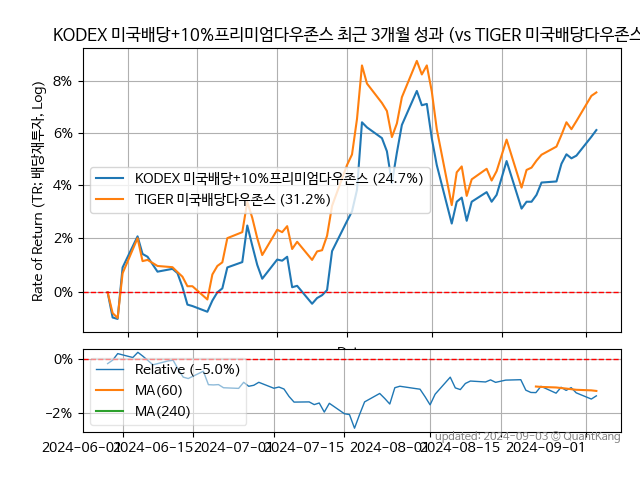 KODEX 미국배당+10%프리미엄다우존스 최근 3개월 성과 (vs TIGER 미국배당다우존스
Rate of Return (TR: 배당재투자, Log)
8%
6%
4%
2%
0%
KODEX 미국배당+10%프리미엄다우존스 (24.7%)
TIGER 미국배당다우존스 (31.2%)
0%
−2%
Relative (−5.0%)
MA(60)
MA(240)
updated: 2024-09-03 © QuantKang
2024−06−01
2024−06−15
2024−07−01
2024−07−15
2024−08−01
2024−08−15
2024−09−01